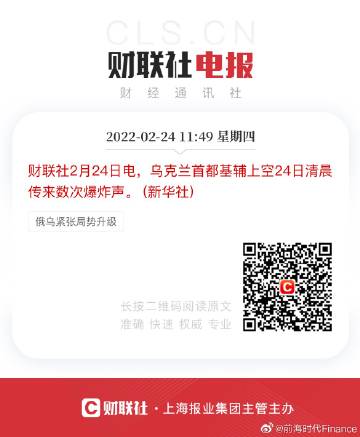 CLS.CN
财联社电报
财经通讯社
2022-02-24 11:49 星期四
财联社2月24日电，乌克兰首都基辅上空24日清晨
传来数次爆炸声。 (新华社)
俄乌紧张局势升级
长按二维码阅读原文
准确 快速 权威 专业
C 财联社 · 上海报业集团主管主办
@前海时代Finance